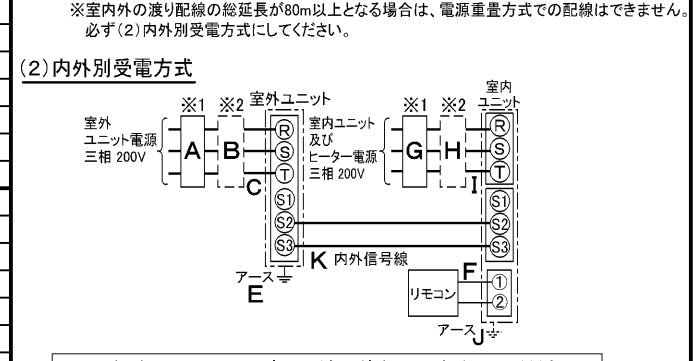 ※室内外の渡り配線の総延長が80m以上となる場合は、電源重畳方式での配線はできません。
必ず(2)内外別受電方式にしてください。
(2)内外別受電方式
※1 ※2 室外ユニット
室外
ユニット電源
三相 200V
A B C
R
S
T
S1
S2
S3
アース
E
※1 ※2 室内
ユニット
室内ユニット
及び
ヒーター電源
三相 200V
G H I
R
S
T
S1
S2
S3
K 内外信号線
F
リモコン
1
2
アース J